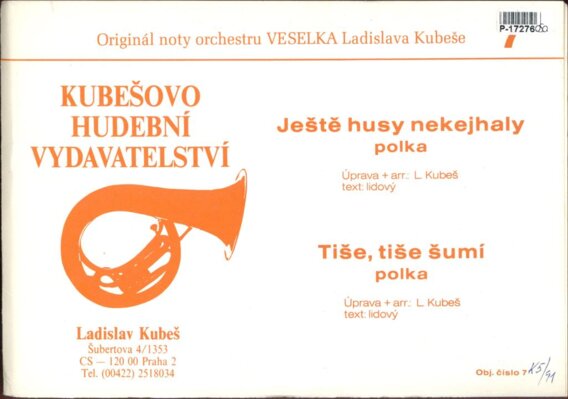 P-17276
Originál noty orchestru VESELKA Ladislava Kubeše
KUBEŠOVO
HUDEBNÍ
VYDAVATELSTVÍ
Ještě husy nekejhaly
polka
Úprava + arr.: L. Kubeš
text: lidový
Tiše, tiše šumí
polka
Úprava + arr.: L. Kubeš
text: lidový
Ladislav Kubeš
Šubertova 4/1353
CS — 120 00 Praha 2
Tel. (00422) 2518034
Obj. číslo 7